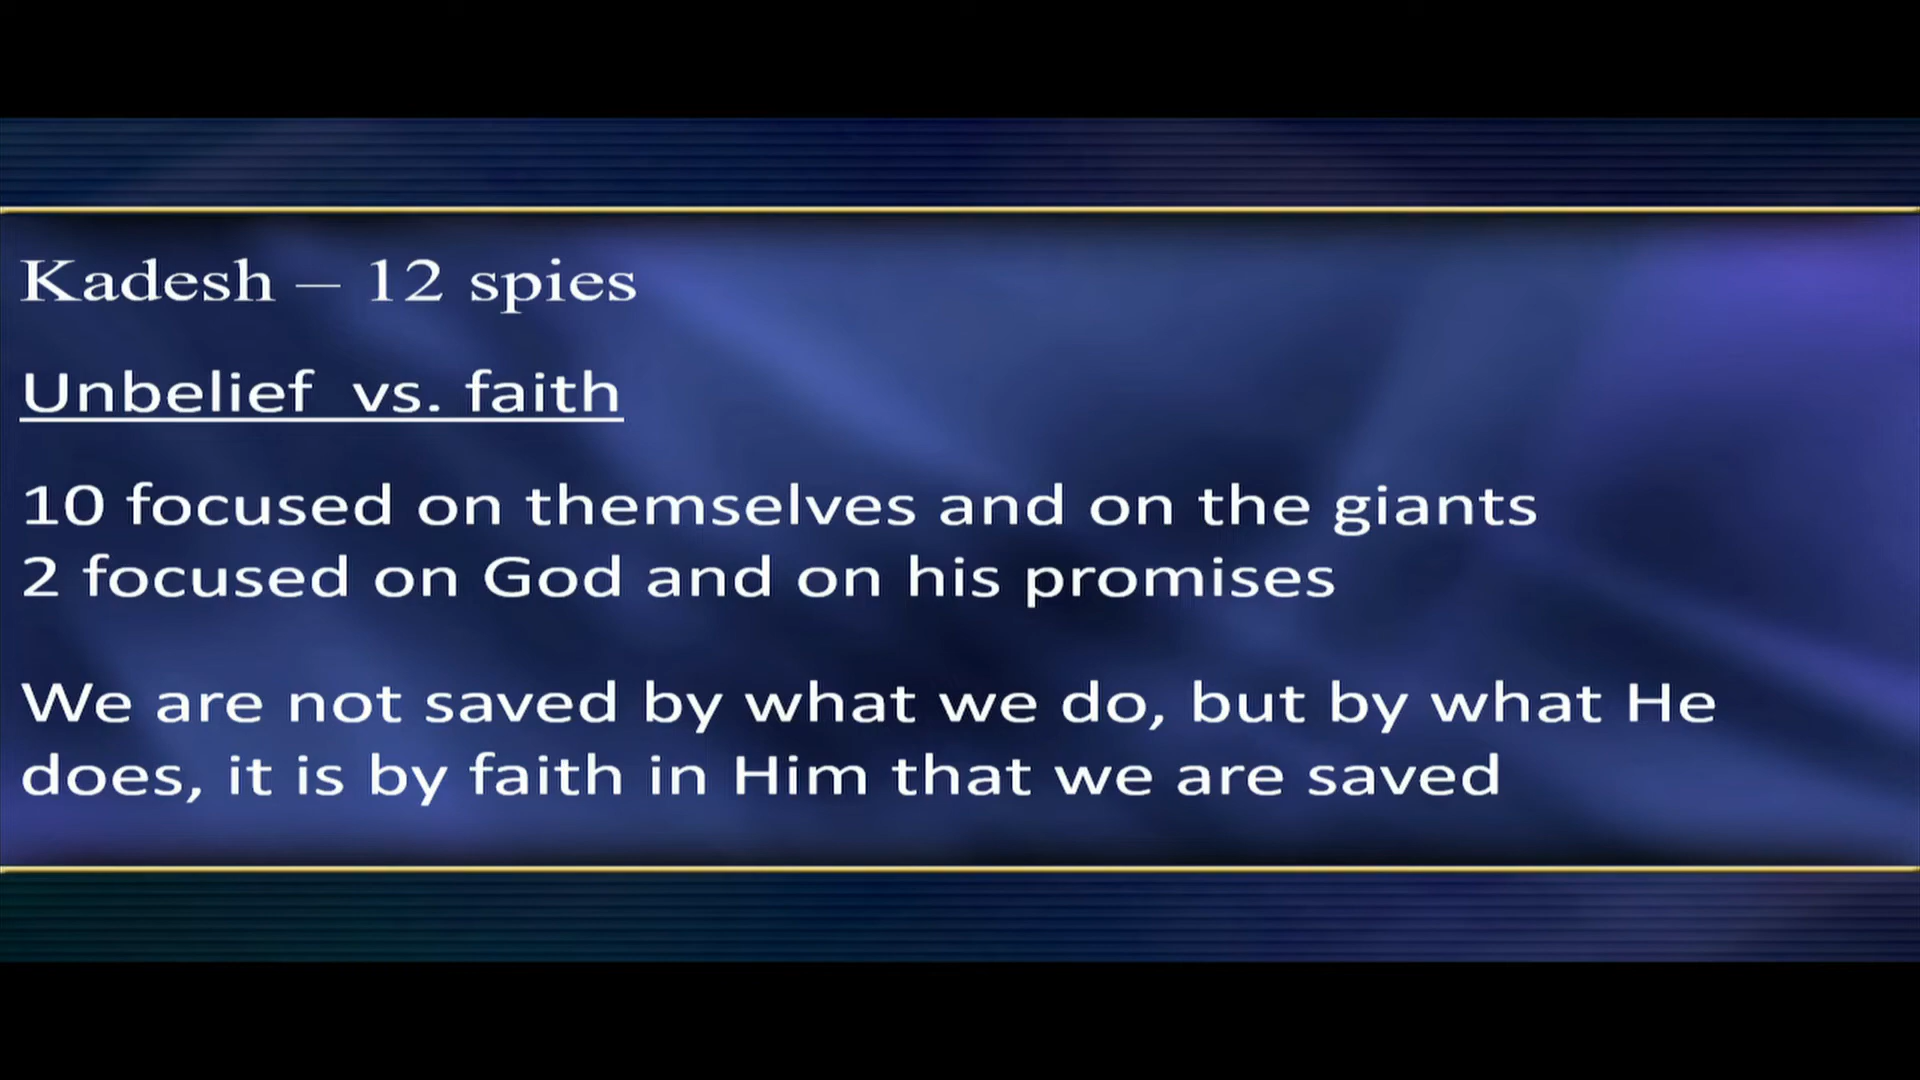 Kadesh – 12 spies
Unbelief  vs. faith
10 focused on themselves and on the giants
2 focused on God and on his promises
We are not saved by what we do, but by what He
does, it is by faith in Him that we are saved